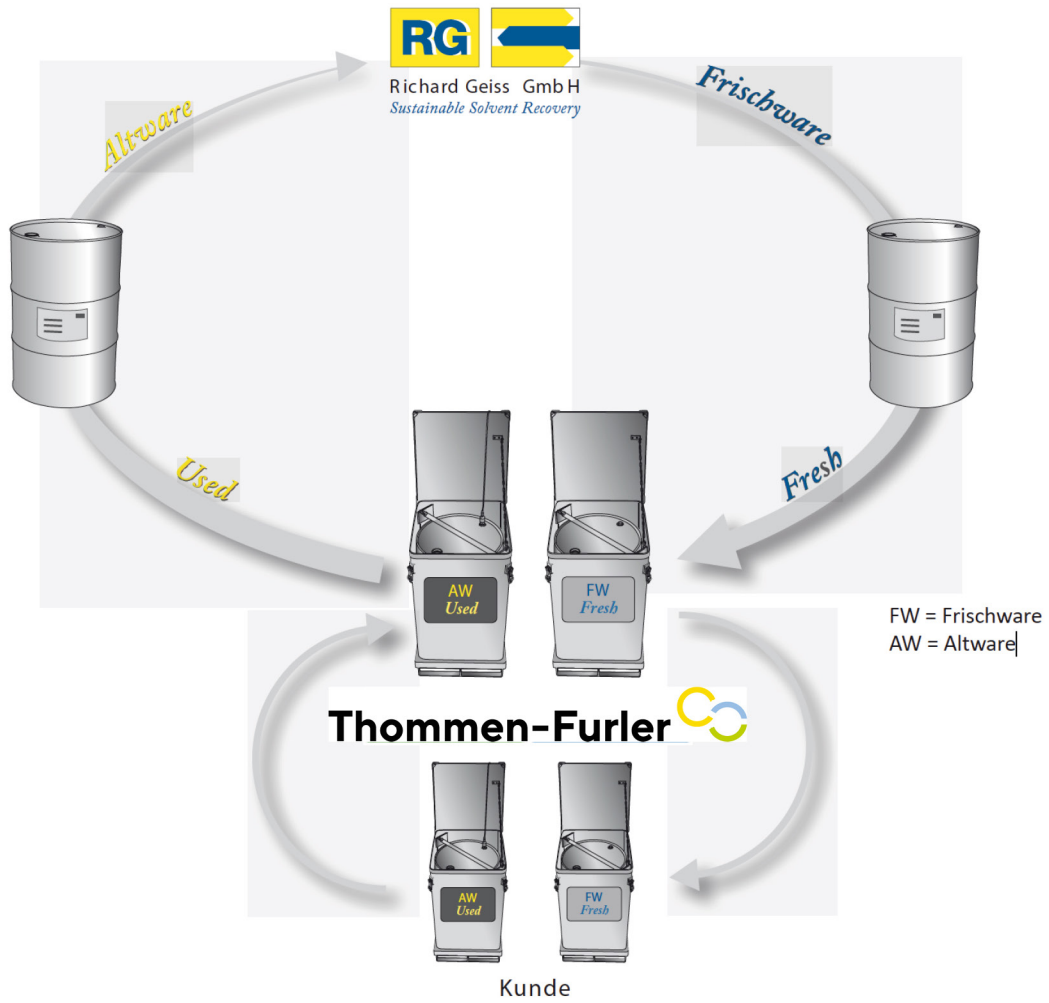 RG
Richard Geiss GmbH
Sustainable Solvent Recovery
Altware
Frischware
Used
Fresh
AW
Used
FW
Fresh
FW = Frischware
AW = Altware
Thommen-Furler
AW
Used
FW
Fresh
Kunde